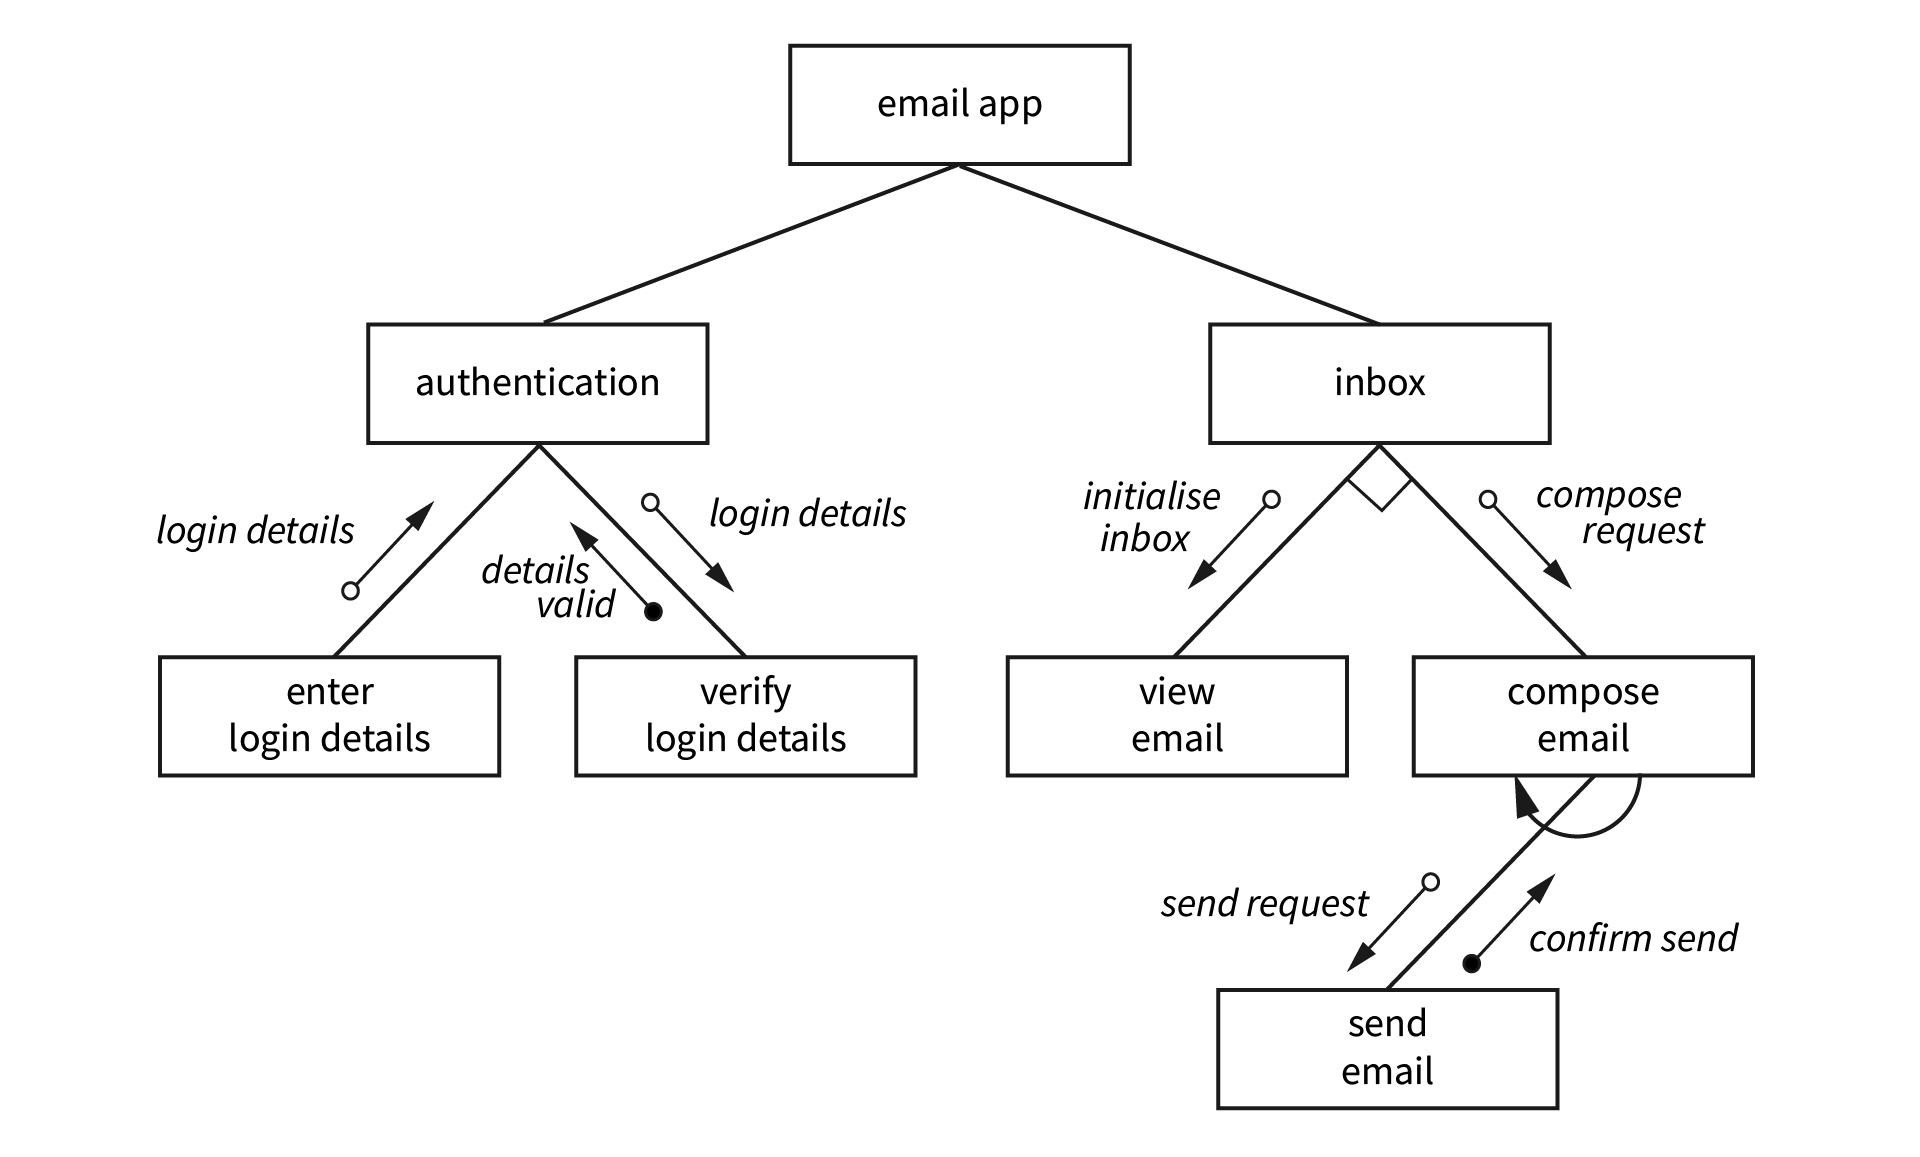 email app
authentication
inbox
login details
details
valid
login details
initialise
inbox
compose
request
enter
login details
verify
login details
view
email
compose
email
send request
confirm send
send
email